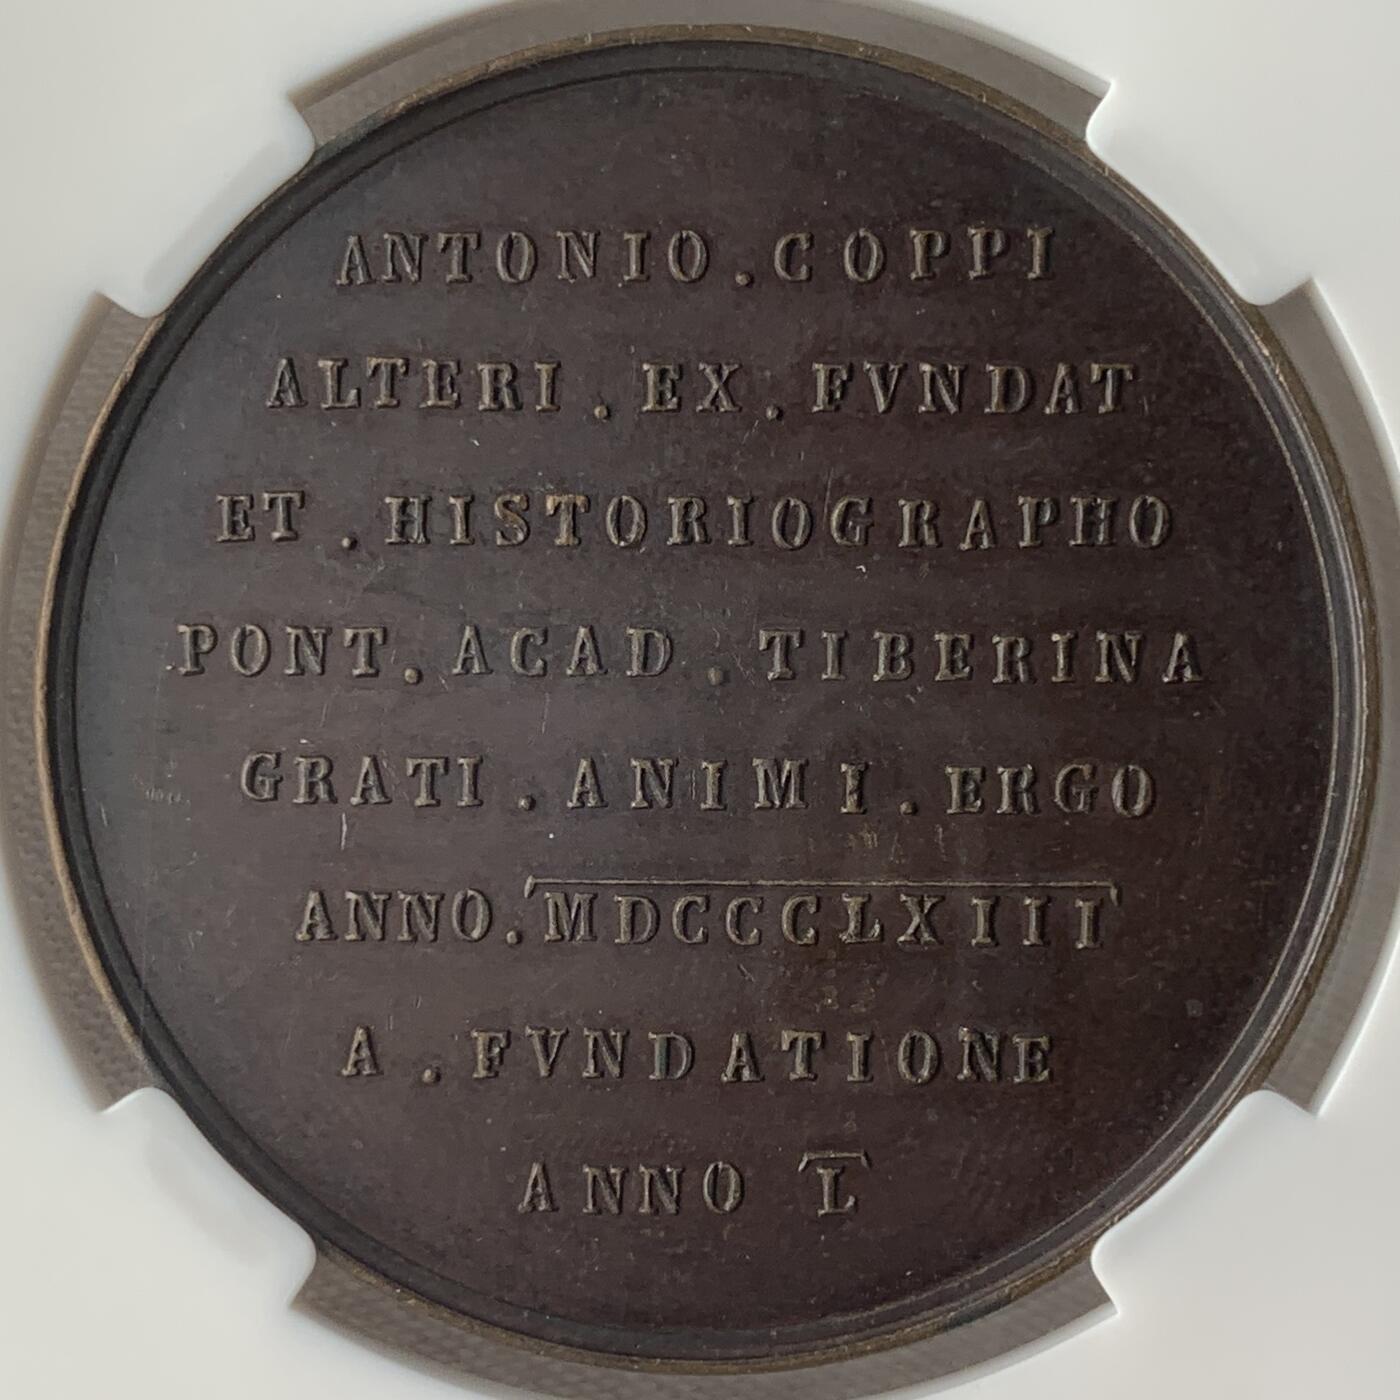 ANTONIO . COPPI
ALTERI . EX . FVNDAT
ET . HISTORIOGRAPHO
PONT . ACAD . TIBERINA
GRATI . ANIMI . ERGO
ANNO . MDCCCLXIII
A . FVNDATIONE
ANNO L